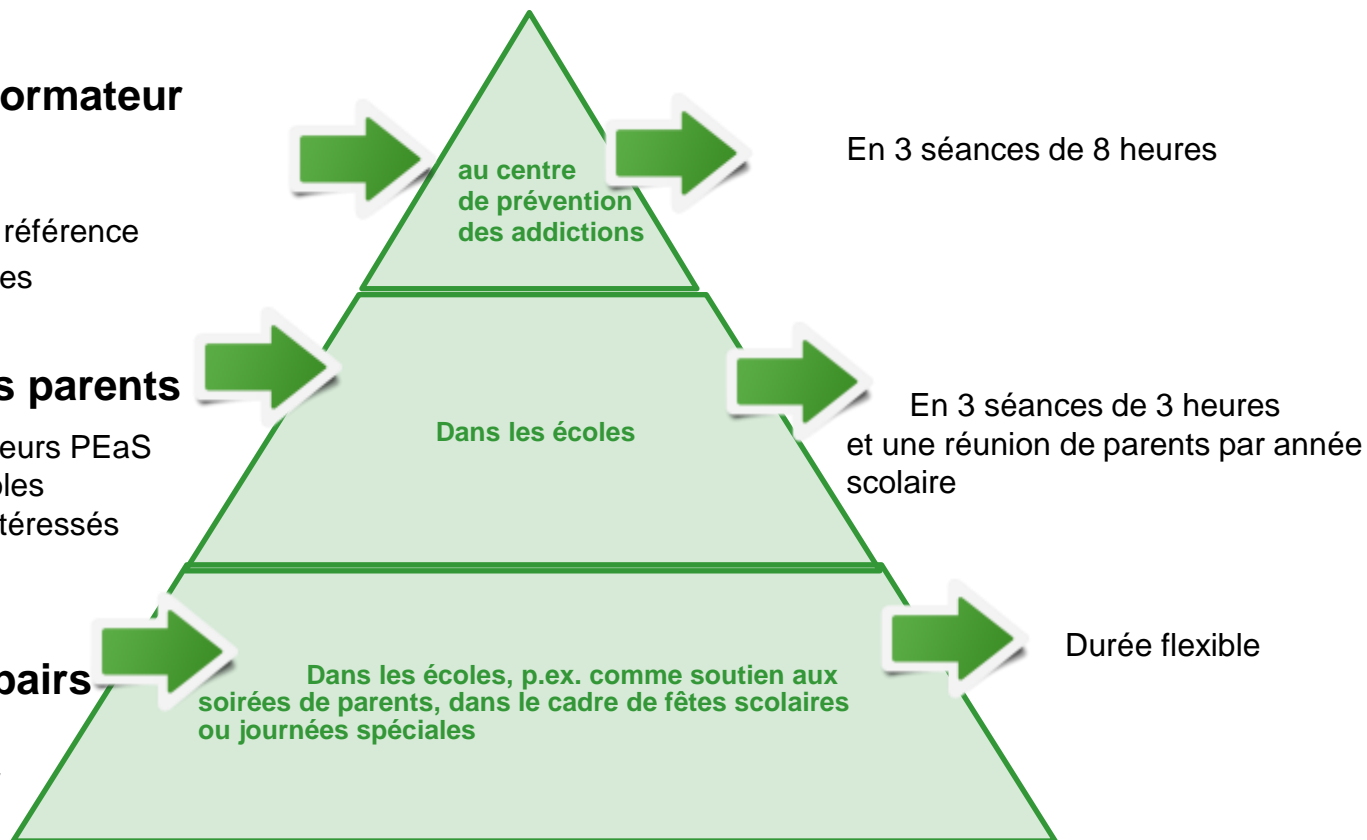 ormateur
au centre
de prévention
des addictions
En 3 séances de 8 heures
référence
es
s parents
eurs PEaS
oles
téressés
Dans les écoles
En 3 séances de 3 heures
et une réunion de parents par année
scolaire
pairs
Dans les écoles, p.ex. comme soutien aux
soirées de parents, dans le cadre de fêtes scolaires
ou journées spéciales
Durée flexible